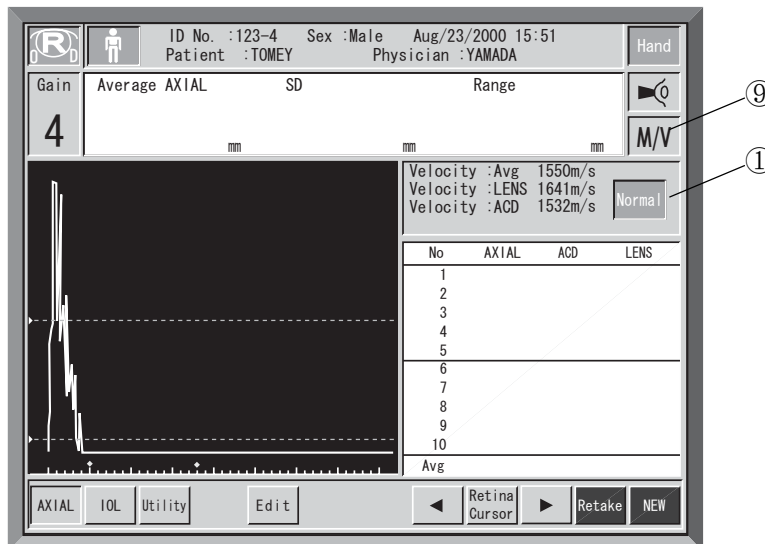 ID No. :123-4 Sex :Male Aug/23/2000 15:51
Patient :TOMEY Physician :YAMADA
R
O D
Hand
Gain
4
Average AXIAL SD Range
mm mm mm
M/V
⑨
Velocity :Avg 1550m/s
Velocity :LENS 1641m/s
Velocity :ACD 1532m/s
Normal
No AXIAL ACD LENS
1
2
3
4
5
6
7
8
9
10
Avg
AXIAL IOL Utility Edit ◀ Retina Cursor ▶ Retake NEW